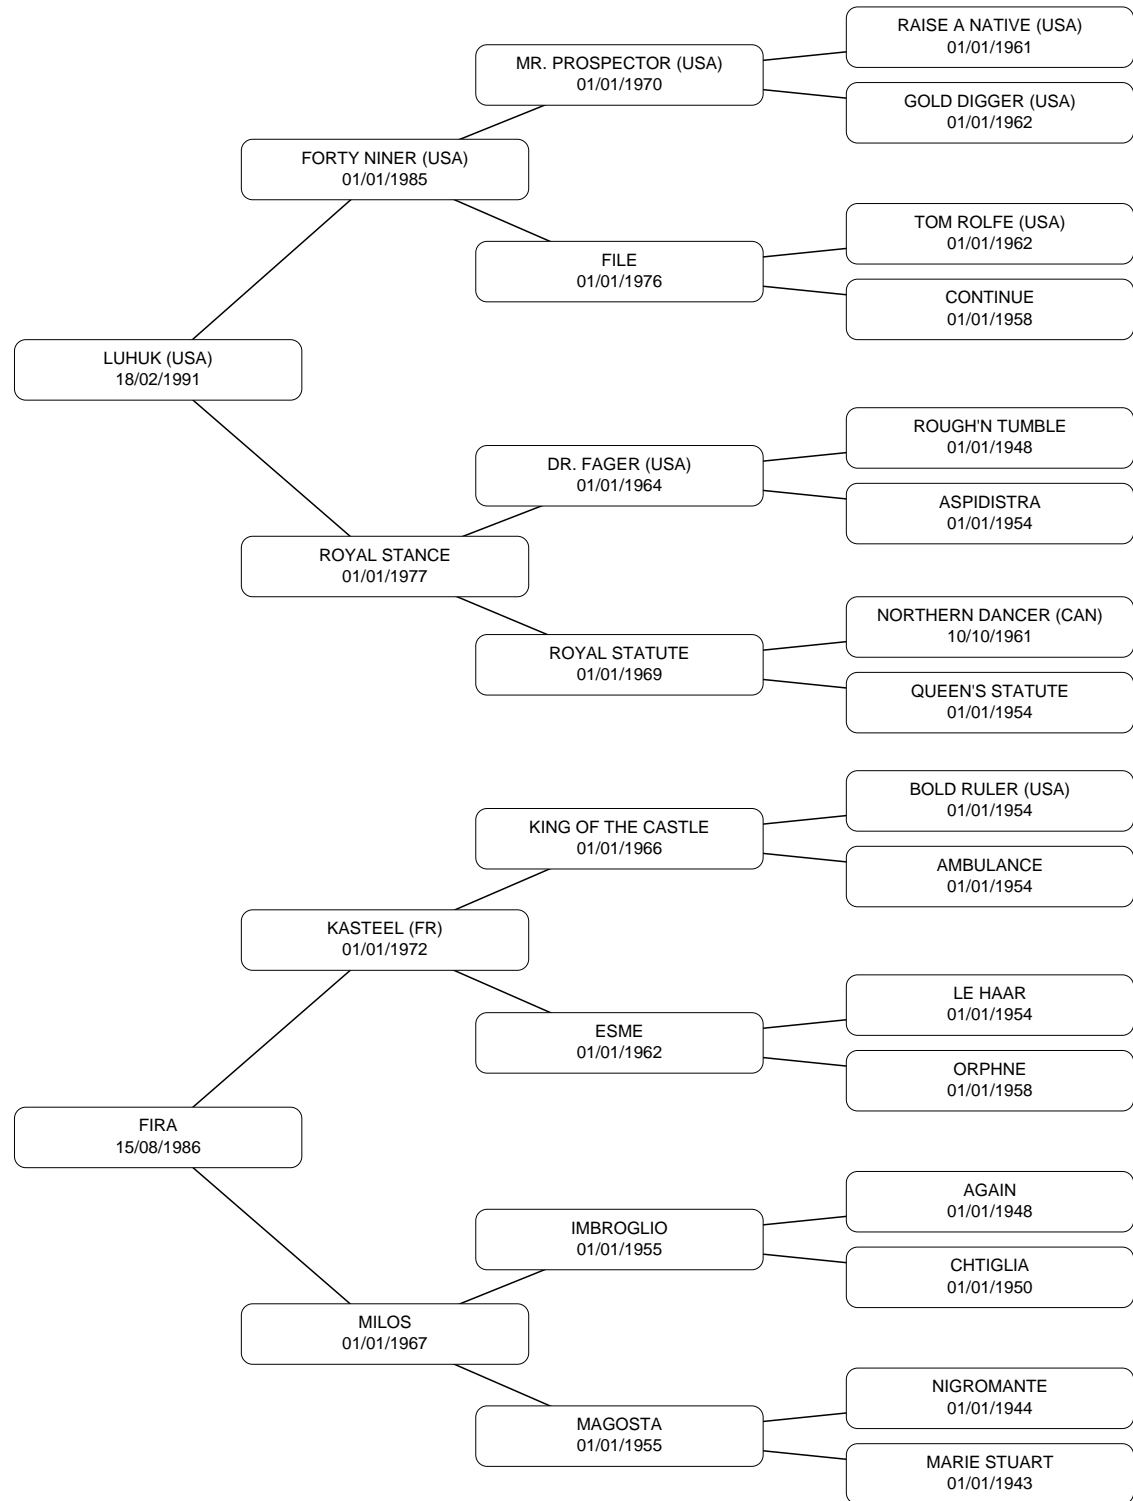 RAISE A NATIVE (USA)
01/01/1961
MR. PROSPECTOR (USA)
01/01/1970
GOLD DIGGER (USA)
01/01/1962
FORTY NINER (USA)
01/01/1985
TOM ROLFE (USA)
01/01/1962
FILE
01/01/1976
CONTINUE
01/01/1958
LUHUK (USA)
18/02/1991
ROUGH'N TUMBLE
01/01/1948
DR. FAGER (USA)
01/01/1964
ASPIDISTRA
01/01/1954
ROYAL STANCE
01/01/1977
NORTHERN DANCER (CAN)
10/10/1961
ROYAL STATUTE
01/01/1969
QUEEN'S STATUTE
01/01/1954
BOLD RULER (USA)
01/01/1954
KING OF THE CASTLE
01/01/1966
AMBULANCE
01/01/1954
KASTEEL (FR)
01/01/1972
LE HAAR
01/01/1954
ESME
01/01/1962
ORPHNE
01/01/1958
FIRA
15/08/1986
AGAIN
01/01/1948
IMBROGLIO
01/01/1955
CHTIGLIA
01/01/1950
MILOS
01/01/1967
NIGROMANTE
01/01/1944
MAGOSTA
01/01/1955
MARIE STUART
01/01/1943